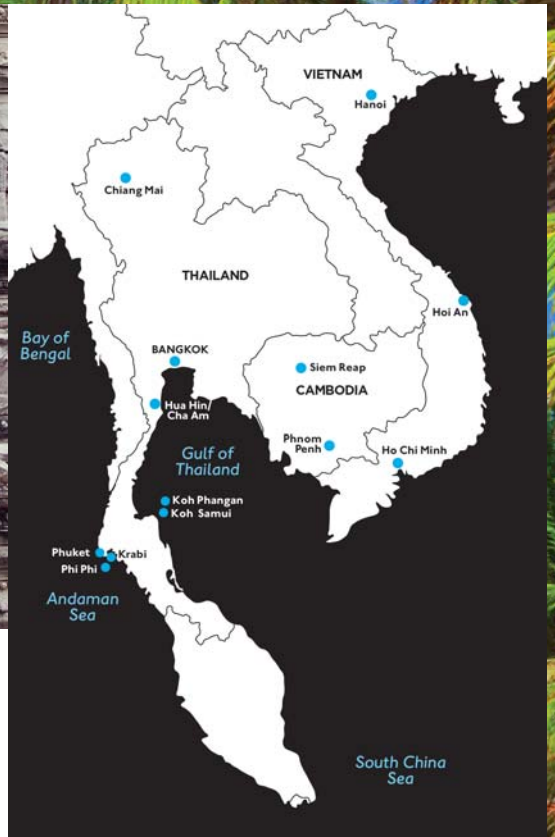 VIETNAM
Hanoi
Chiang Mai
THAILAND
Hoi An
Bay of
Bengal
BANGKOK
Siem Reap
CAMBODIA
Hua Hin/
Cha Am
Phnom
Penh
Ho Chi Minh
Gulf of
Thailand
Koh Phangan
Koh Samui
Phuket
Krabi
Phi Phi
Andaman
Sea
South China
Sea